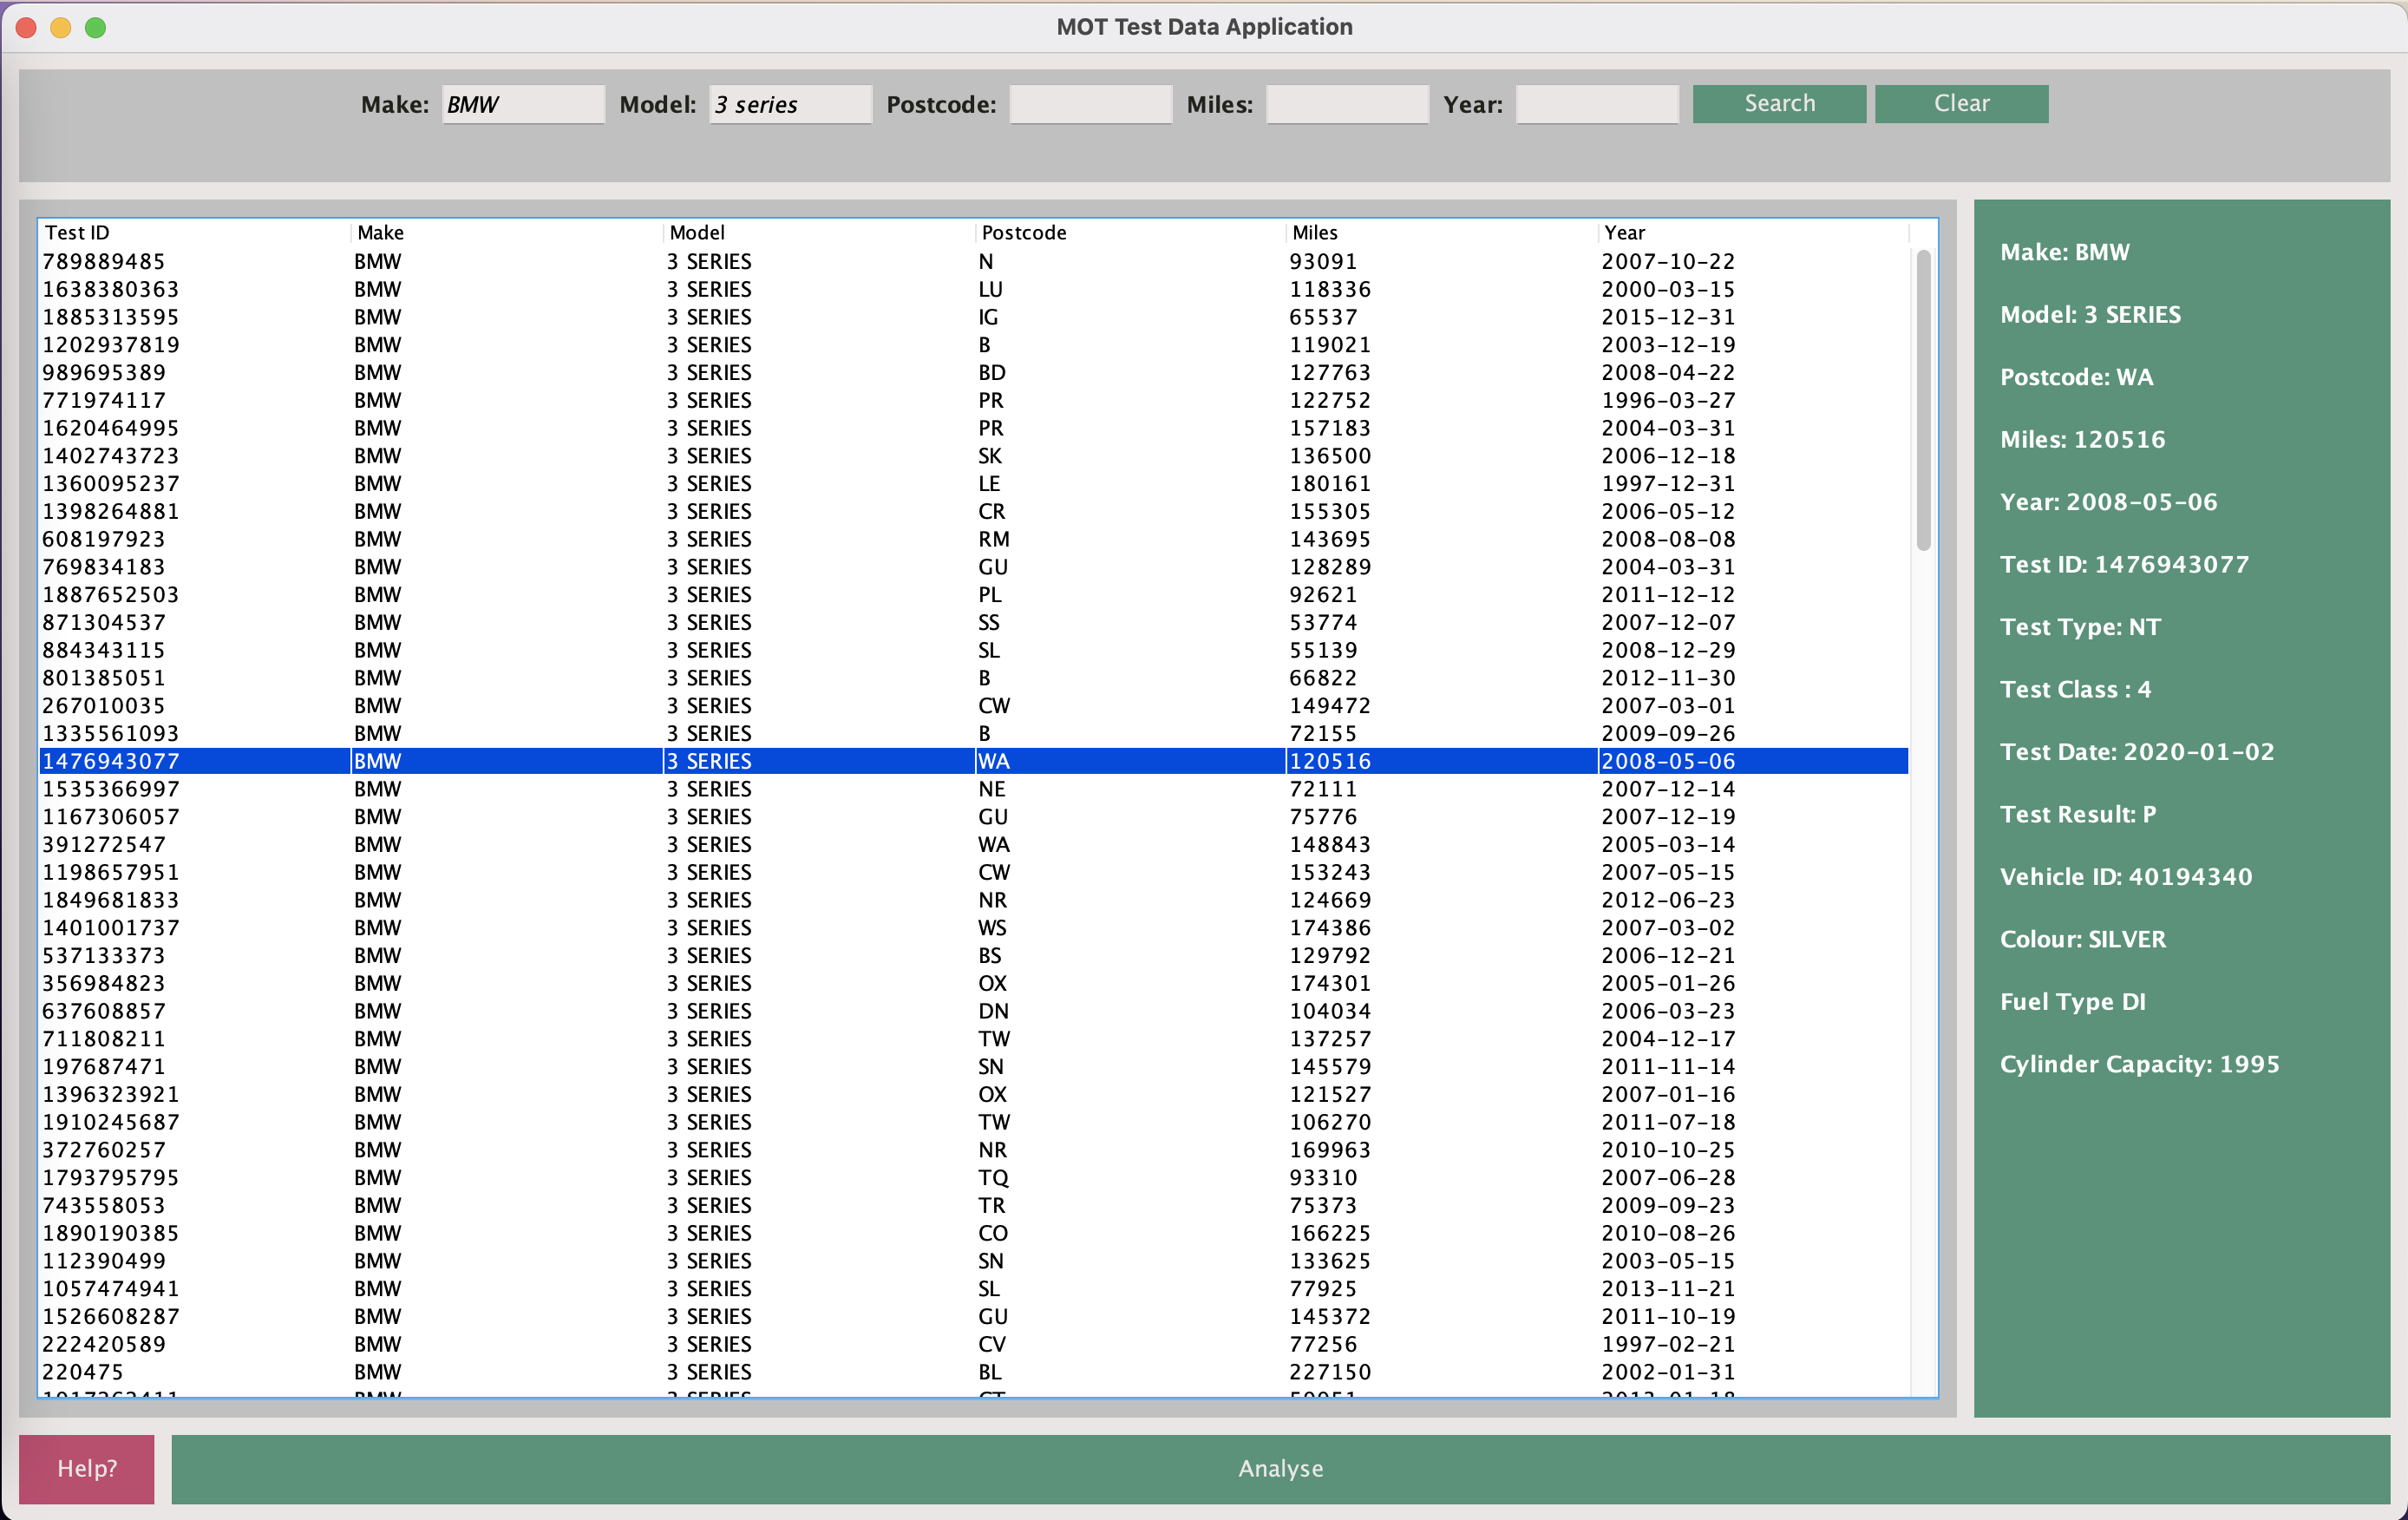 MOT Test Data Application
Make: BMW Model: 3 series Postcode: Miles: Year: Search Clear
Test ID Make Model Postcode Miles Year
789889485 BMW 3 SERIES N 93091 2007-10-22
1638380363 BMW 3 SERIES LU 118336 2000-03-15
1885313595 BMW 3 SERIES IG 65537 2015-12-31
1202937819 BMW 3 SERIES B 119021 2003-12-19
989695389 BMW 3 SERIES BD 127763 2008-04-22
771974117 BMW 3 SERIES PR 122752 1996-03-27
1620464995 BMW 3 SERIES PR 157183 2004-03-31
1402743723 BMW 3 SERIES SK 136500 2006-12-18
1360095237 BMW 3 SERIES LE 180161 1997-12-31
1398264881 BMW 3 SERIES CR 155305 2006-05-12
608197923 BMW 3 SERIES RM 143695 2008-08-08
769834183 BMW 3 SERIES GU 128289 2004-03-31
1887652503 BMW 3 SERIES PL 92621 2011-12-12
871304537 BMW 3 SERIES SS 53774 2007-12-07
884343115 BMW 3 SERIES SL 55139 2008-12-29
801385051 BMW 3 SERIES B 66822 2012-11-30
267010035 BMW 3 SERIES CW 149472 2007-03-01
1335561093 BMW 3 SERIES B 72155 2009-09-26
1476943077 BMW 3 SERIES WA 120516 2008-05-06
1535366997 BMW 3 SERIES NE 72111 2007-12-14
1167306057 BMW 3 SERIES GU 75776 2007-12-19
391272547 BMW 3 SERIES WA 148843 2005-03-14
1198657951 BMW 3 SERIES CW 153243 2007-05-15
1849681833 BMW 3 SERIES NR 124669 2012-06-23
1401001737 BMW 3 SERIES WS 174386 2007-03-02
537133373 BMW 3 SERIES BS 129792 2006-12-21
356984823 BMW 3 SERIES OX 174301 2005-01-26
637608857 BMW 3 SERIES DN 104034 2006-03-23
711808211 BMW 3 SERIES TW 137257 2004-12-17
197687471 BMW 3 SERIES SN 145579 2011-11-14
1396323921 BMW 3 SERIES OX 121527 2007-01-16
1910245687 BMW 3 SERIES TW 106270 2011-07-18
372760257 BMW 3 SERIES NR 169963 2010-10-25
1793795795 BMW 3 SERIES TQ 93310 2007-06-28
743558053 BMW 3 SERIES TR 75373 2009-09-23
1890190385 BMW 3 SERIES CO 166225 2010-08-26
112390499 BMW 3 SERIES SN 133625 2003-05-15
1057474941 BMW 3 SERIES SL 77925 2013-11-21
1526608287 BMW 3 SERIES GU 145372 2011-10-19
222420589 BMW 3 SERIES CV 77256 1997-02-21
220475 BMW 3 SERIES BL 227150 2002-01-31
BMW 3 SERIES
Make: BMW
Model: 3 SERIES
Postcode: WA
Miles: 120516
Year: 2008-05-06
Test ID: 1476943077
Test Type: NT
Test Class : 4
Test Date: 2020-01-02
Test Result: P
Vehicle ID: 40194340
Colour: SILVER
Fuel Type DI
Cylinder Capacity: 1995
Help?
Analyse